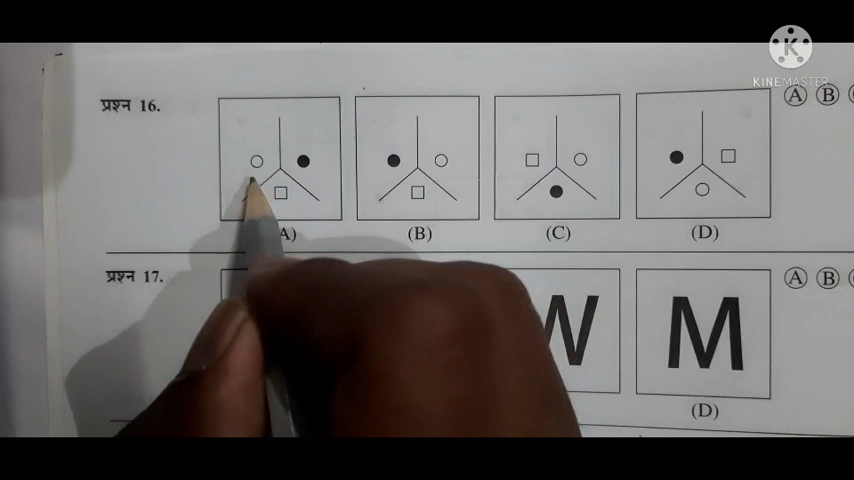 K
KINEMASTER
प्रश्न 16.
A B
A) (B) (C) (D)
प्रश्न 17.
A B
W M
(D)